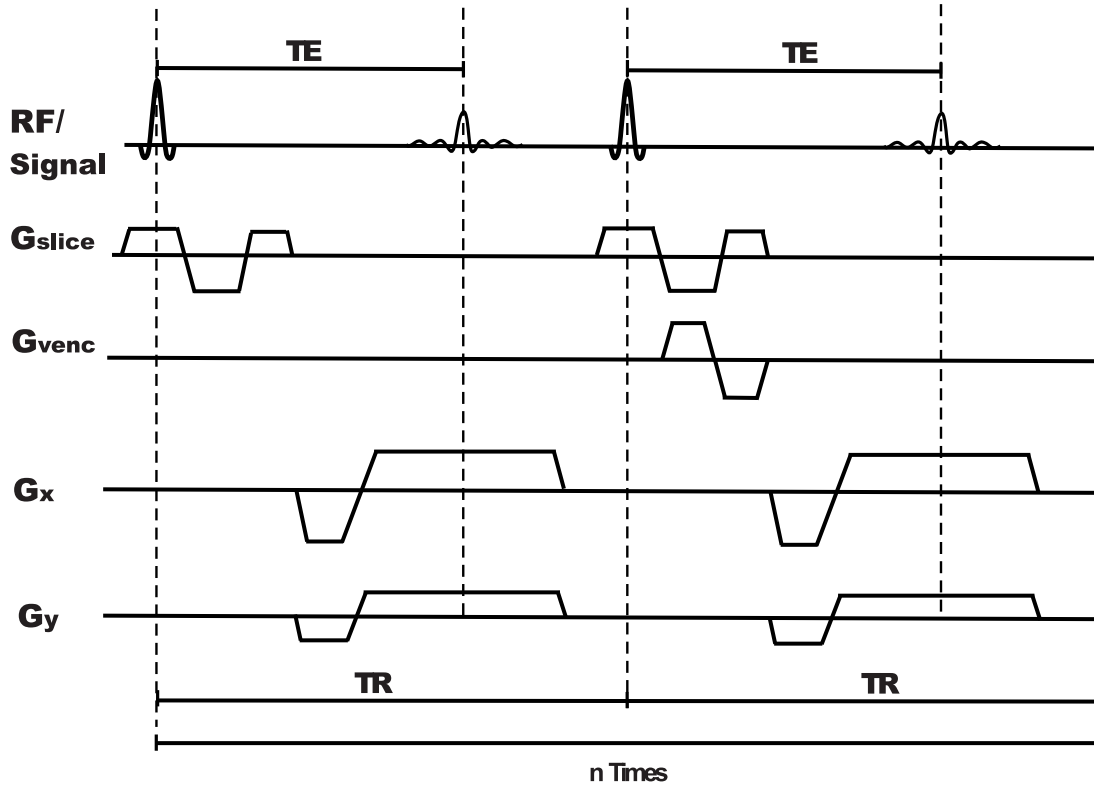 TE TE
RF/
Signal
Gslice
Gvenc
Gx
Gy
TR TR
n Times